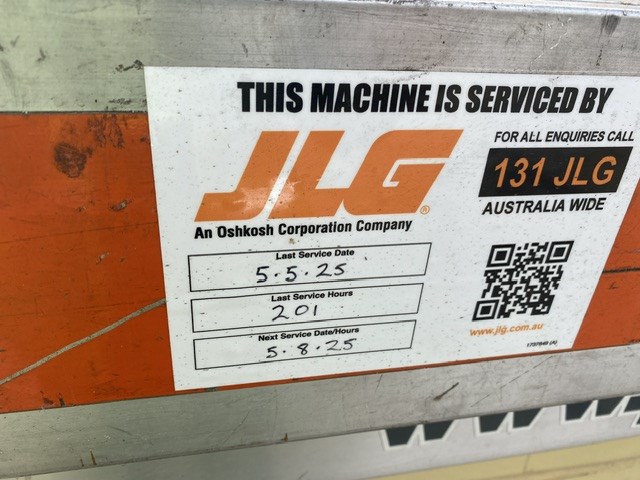 THIS MACHINE IS SERVICED BY
JLG®
An Oshkosh Corporation Company
FOR ALL ENQUIRIES CALL
131 JLG
AUSTRALIA WIDE
Last Service Date
5.5.25
Last Service Hours
201
Next Service Date/Hours
5.8.25
www.jlg.com.au
www